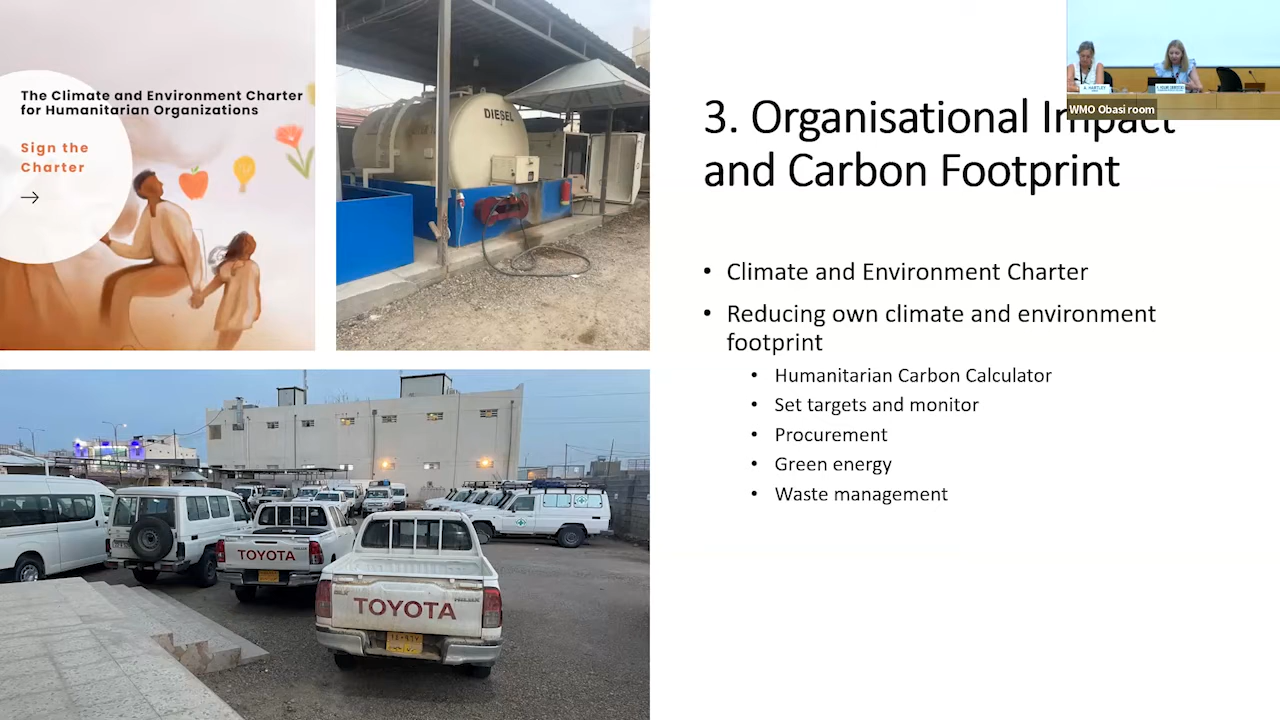 The Climate and Environment Charter
for Humanitarian Organizations
Sign the
Charter
DIESEL
TOYOTA
TOYOTA
3. Organisational Impact
and Carbon Footprint
• Climate and Environment Charter
• Reducing own climate and environment
footprint
• Humanitarian Carbon Calculator
• Set targets and monitor
• Procurement
• Green energy
• Waste management
A. HARTLEY
WMO Obasi room